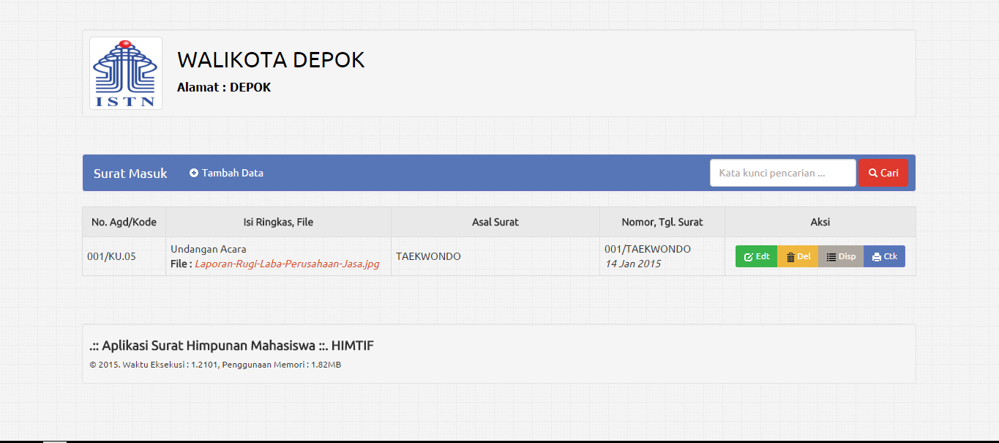 ISTN
WALIKOTA DEPOK
Alamat : DEPOK
Surat Masuk Tambah Data Kata kunci pencarian ... Cari
No. Agd/Kode Isi Ringkas, File Asal Surat Nomor, Tgl. Surat Aksi
001/KU.05 Undangan Acara TAEKWONDO 001/TAEKWONDO Edt Del Disp Ctk
File : Laporan-Rugi-Laba-Perusahaan-Jasa.jpg 14 Jan 2015
.:: Aplikasi Surat Himpunan Mahasiswa ::. HIMTIF
© 2015. Waktu Eksekusi : 1.2101, Penggunaan Memori : 1.82MB